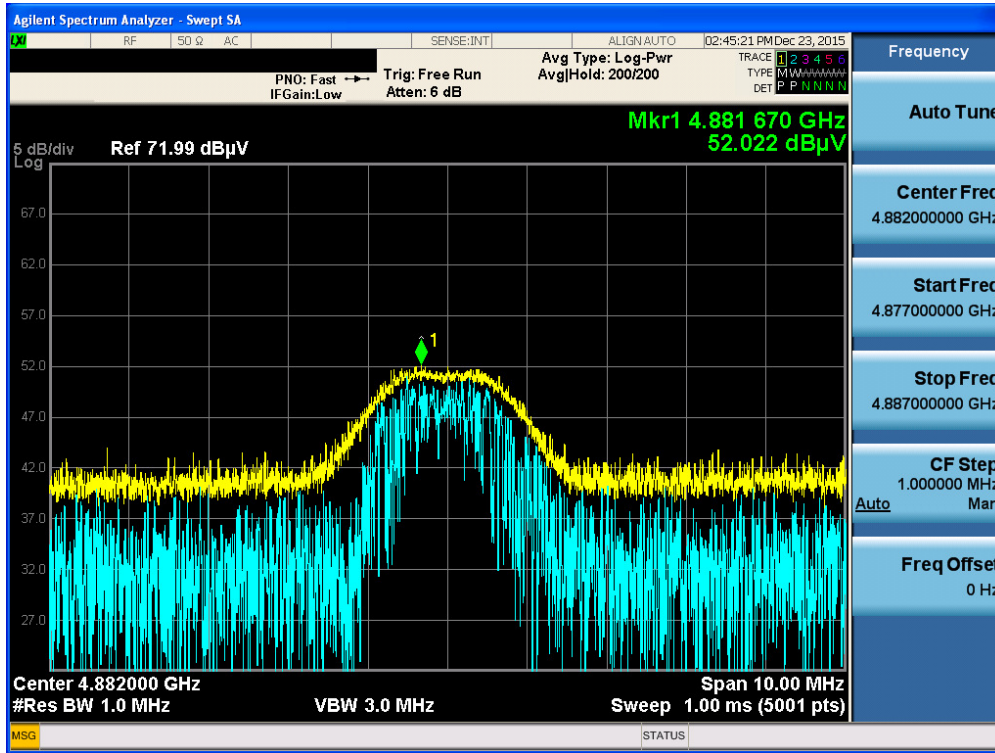 Agilent Spectrum Analyzer - Swept SA
LXI RF 50 Ω AC SENSE:INT ALIGN AUTO 02:45:21 PM Dec 23, 2015
PNO: Fast
IFGain:Low
Trig: Free Run
Atten: 6 dB
Avg Type: Log-Pwr
Avg|Hold: 200/200
TRACE 1 2 3 4 5 6
TYPE M W
DET P P N N N N
Mkr1 4.881 670 GHz
52.022 dBµV
5 dB/div Ref 71.99 dBµV
Log
67.0
62.0
57.0
52.0
47.0
42.0
37.0
32.0
27.0
1
Center 4.882000 GHz Span 10.00 MHz
#Res BW 1.0 MHz VBW 3.0 MHz Sweep 1.00 ms (5001 pts)
MSG STATUS
Frequency
Auto Tune
Center Freq
4.882000000 GHz
Start Freq
4.877000000 GHz
Stop Freq
4.887000000 GHz
CF Step
1.000000 MHz
Auto Man
Freq Offset
0 Hz